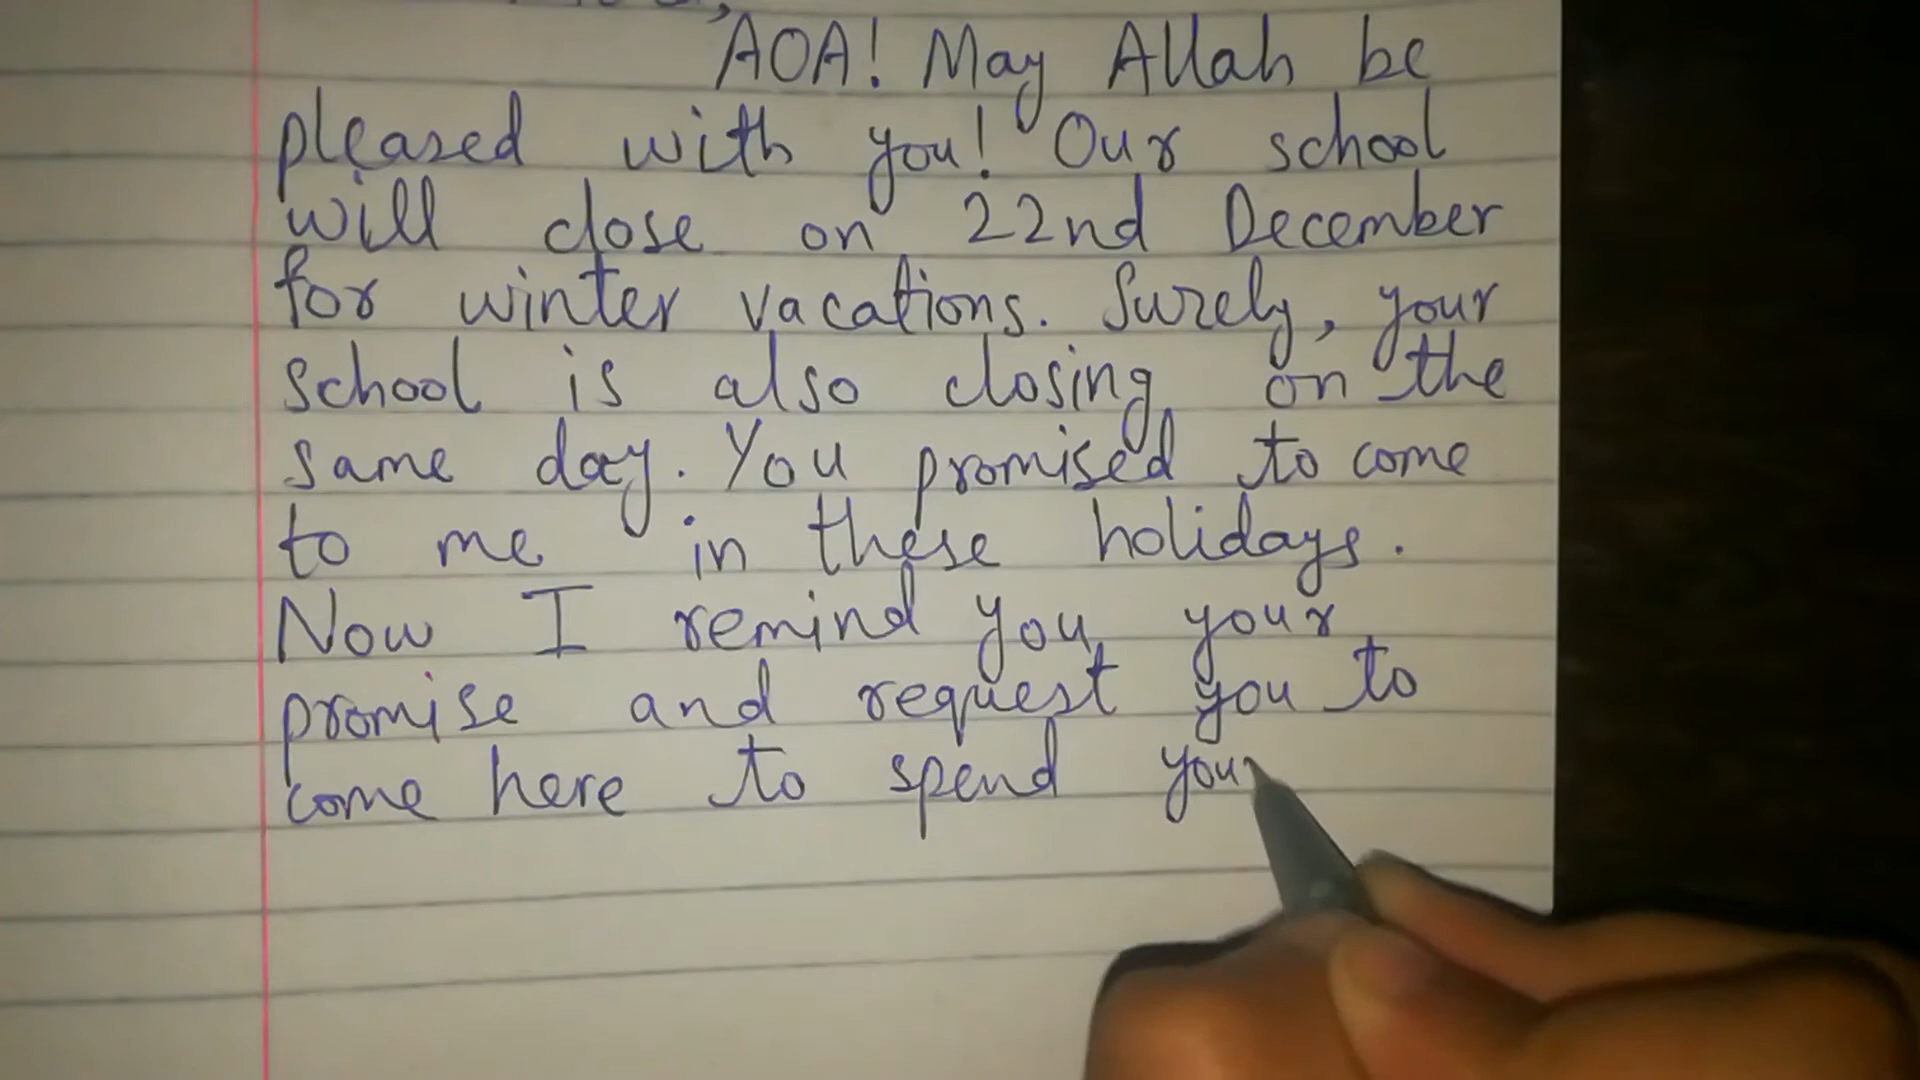 AOA! May Allah be
pleased with you! Our school
will close on 22nd December
for winter vacations. Surely, your
school is also closing on the
same day. You promised to come
to me in these holidays.
Now I remind you your
promise and request you to
come here to spend your